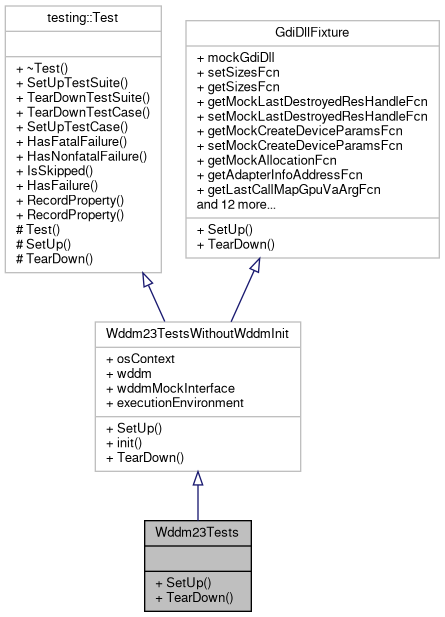 testing::Test
+ ~Test()
+ SetUpTestSuite()
+ TearDownTestSuite()
+ TearDownTestCase()
+ SetUpTestCase()
+ HasFatalFailure()
+ HasNonfatalFailure()
+ IsSkipped()
+ HasFailure()
+ RecordProperty()
+ RecordProperty()
# Test()
# SetUp()
# TearDown()
GdiDllFixture
+ mockGdiDll
+ setSizesFcn
+ getSizesFcn
+ getMockLastDestroyedResHandleFcn
+ setMockLastDestroyedResHandleFcn
+ getMockCreateDeviceParamsFcn
+ setMockCreateDeviceParamsFcn
+ getMockAllocationFcn
+ getAdapterInfoAddressFcn
+ getLastCallMapGpuVaArgFcn
and 12 more...
+ SetUp()
+ TearDown()
Wddm23TestsWithoutWddmInit
+ osContext
+ wddm
+ wddmMockInterface
+ executionEnvironment
+ SetUp()
+ init()
+ TearDown()
Wddm23Tests
+ SetUp()
+ TearDown()